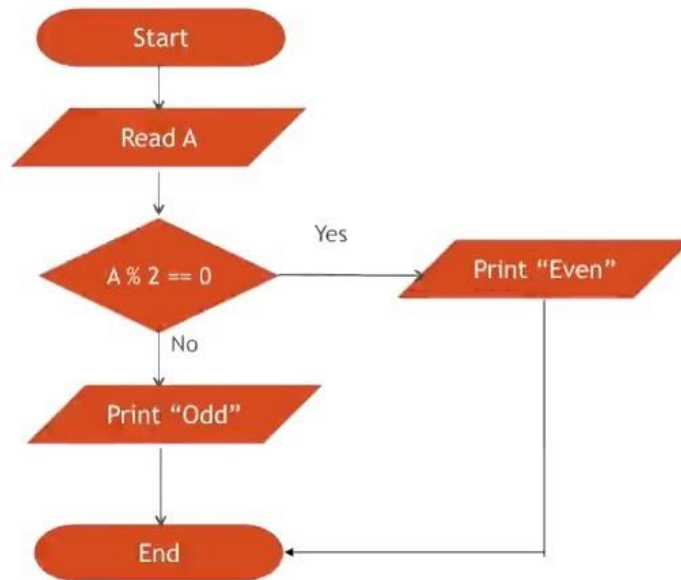 Start
Read A
A % 2 == 0
Yes
Print “Even”
No
Print “Odd”
End